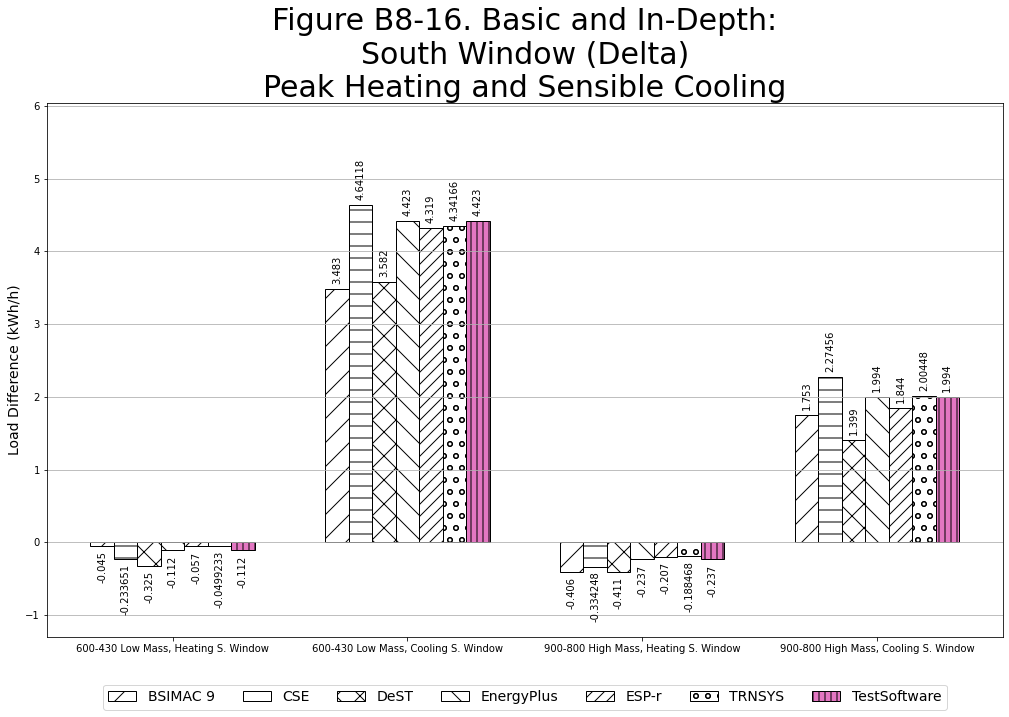 Figure B8-16. Basic and In-Depth:
South Window (Delta)
Peak Heating and Sensible Cooling
Load Difference (kWh/h)
6
5
4
3
2
1
0
−1
-0.045
-0.233651
-0.325
-0.112
-0.057
-0.0499233
-0.112
3.483
4.64118
3.582
4.423
4.319
4.34166
4.423
-0.406
-0.334248
-0.411
-0.237
-0.207
-0.188468
-0.237
1.753
2.27456
1.399
1.994
1.844
2.00448
1.994
600-430 Low Mass, Heating S. Window
600-430 Low Mass, Cooling S. Window
900-800 High Mass, Heating S. Window
900-800 High Mass, Cooling S. Window
BSIMAC 9
CSE
DeST
EnergyPlus
ESP-r
TRNSYS
TestSoftware